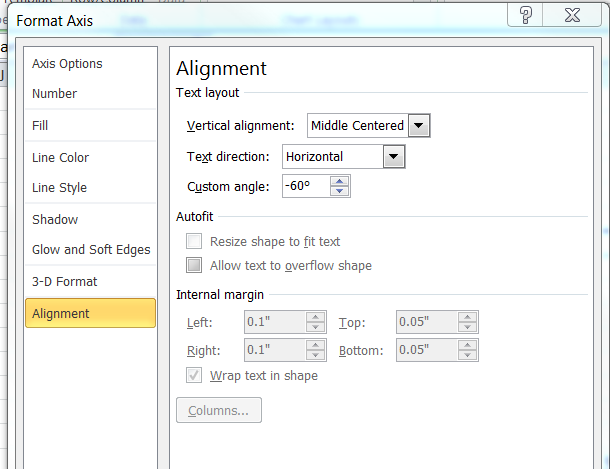 Format Axis
Axis Options
Number
Fill
Line Color
Line Style
Shadow
Glow and Soft Edges
3-D Format
Alignment
Alignment
Text layout
Vertical alignment: Middle Centered
Text direction: Horizontal
Custom angle: -60º
Autofit
Resize shape to fit text
Allow text to overflow shape
Internal margin
Left: 0.1" Top: 0.05"
Right: 0.1" Bottom: 0.05"
Wrap text in shape
Columns...